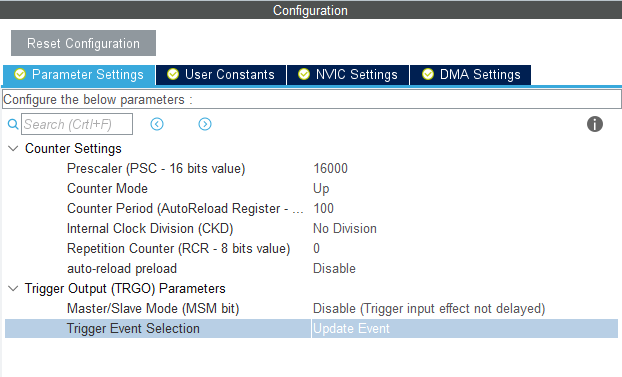 Configuration
Reset Configuration
Parameter Settings User Constants NVIC Settings DMA Settings
Configure the below parameters :
Search (Crtl+F)
Counter Settings
Prescaler (PSC - 16 bits value) 16000
Counter Mode Up
Counter Period (AutoReload Register - ... 100
Internal Clock Division (CKD) No Division
Repetition Counter (RCR - 8 bits value) 0
auto-reload preload Disable
Trigger Output (TRGO) Parameters
Master/Slave Mode (MSM bit) Disable (Trigger input effect not delayed)
Trigger Event Selection Update Event